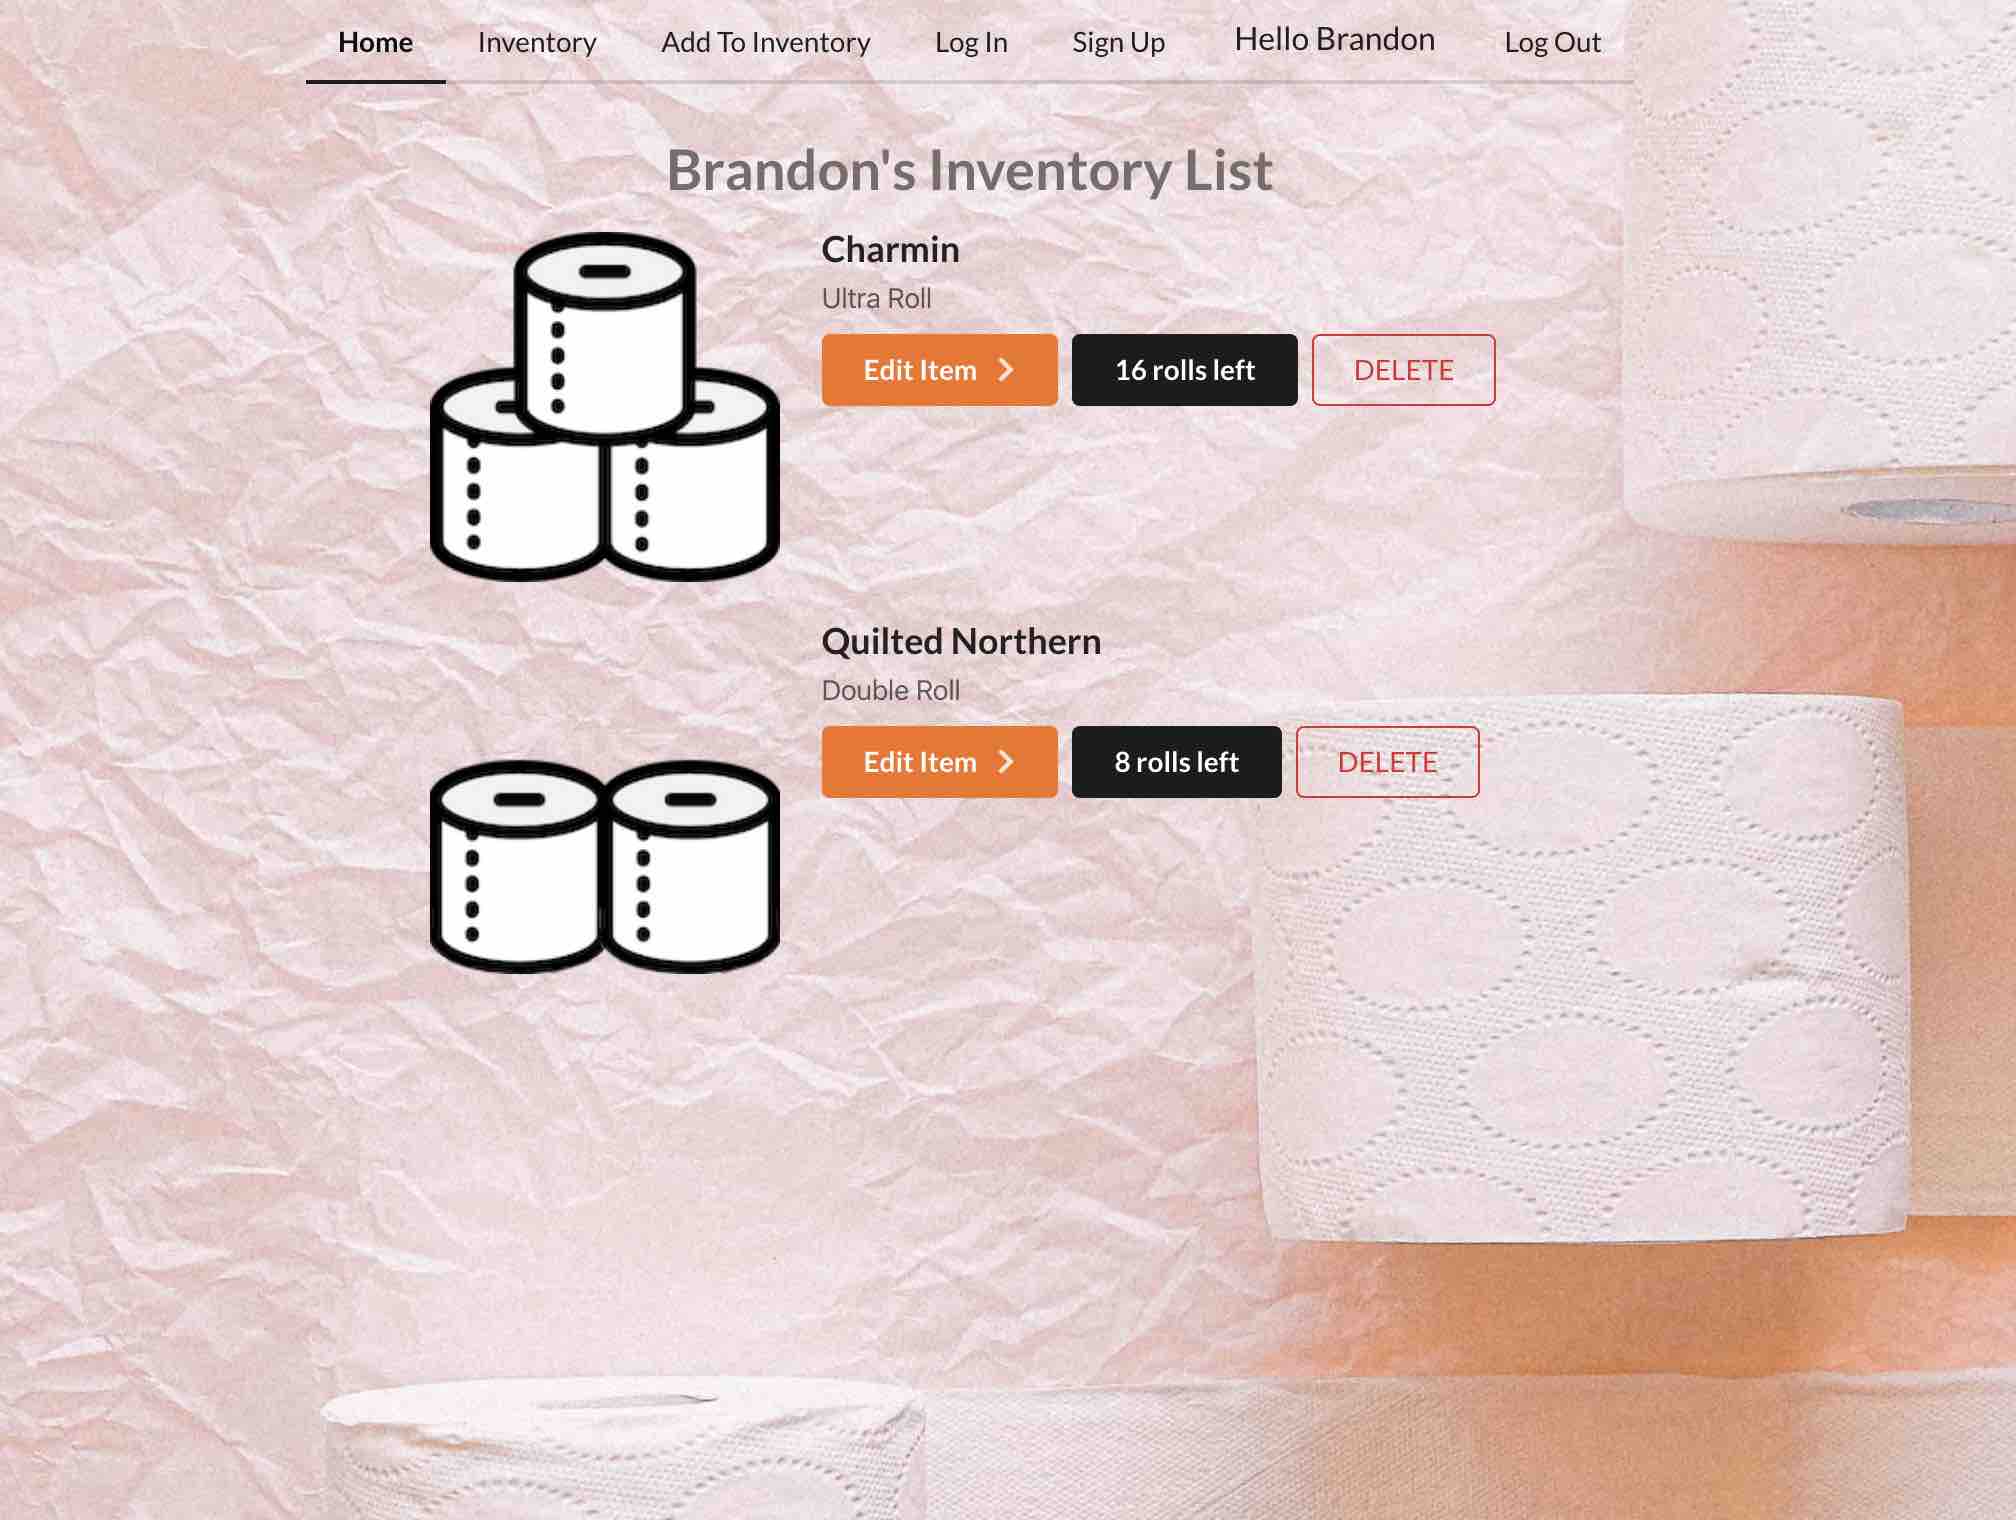 Home Inventory Add To Inventory Log In Sign Up Hello Brandon Log Out
Brandon's Inventory List
Charmin
Ultra Roll
Edit Item 16 rolls left DELETE
Quilted Northern
Double Roll
Edit Item 8 rolls left DELETE